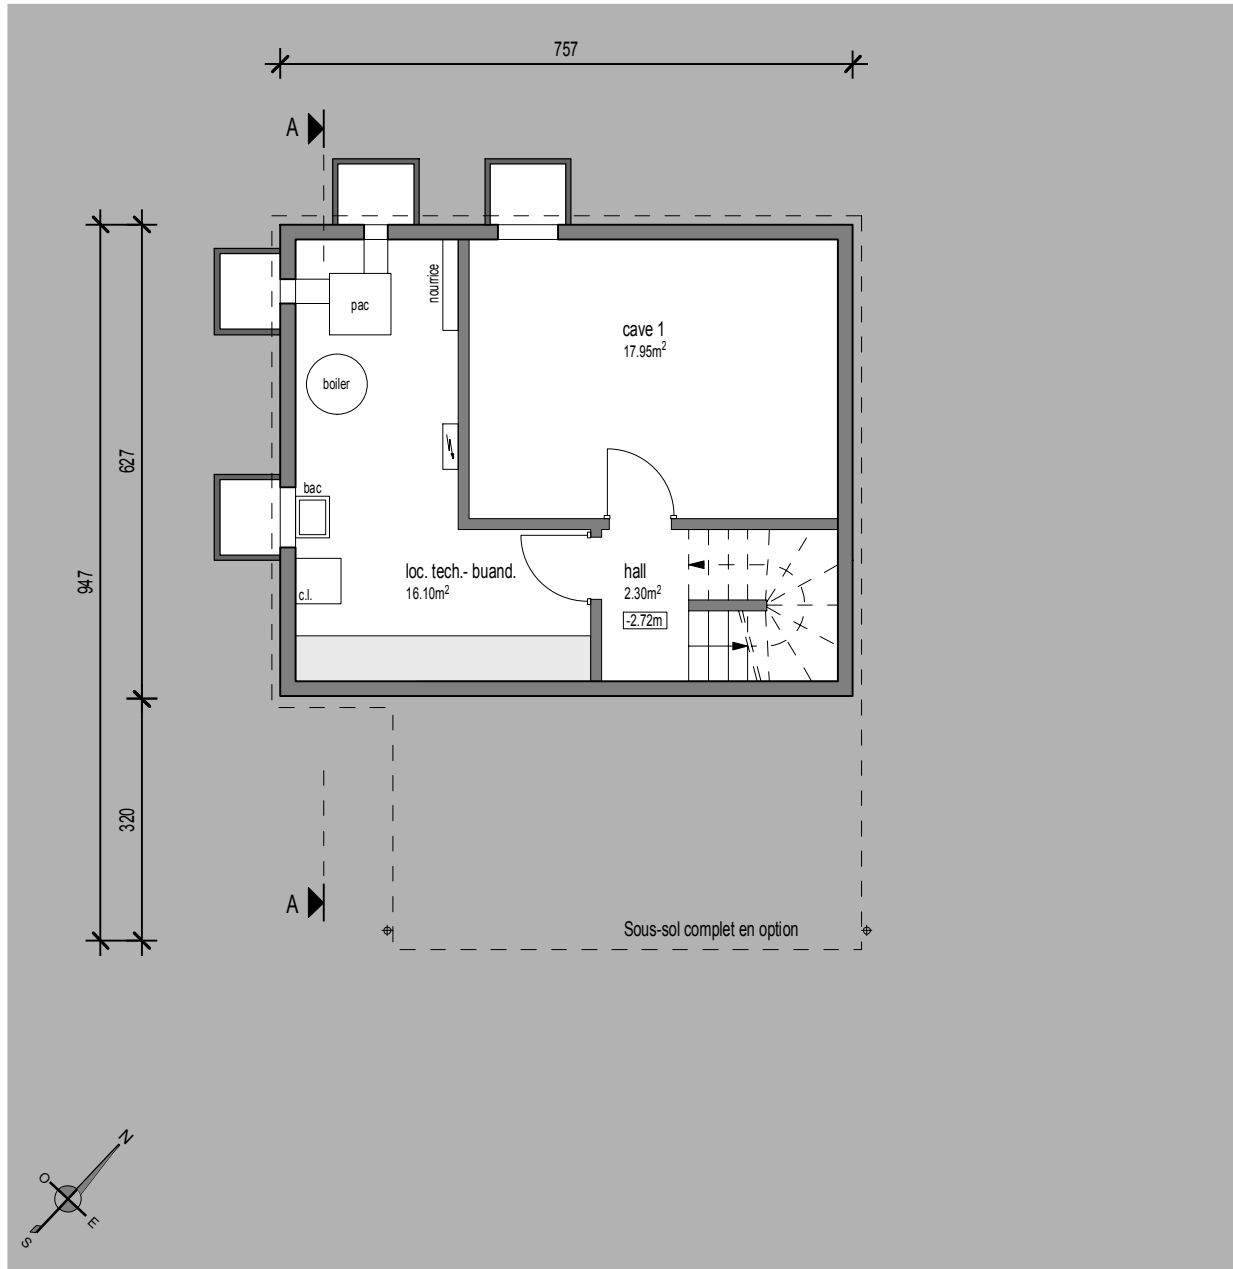 757
A
nourrice
pac
cave 1
17.95m²
boiler
627
bac
947
loc. tech.- buand.
16.10m²
hall
2.30m²
c.l.
-2.72m
320
A
Sous-sol complet en option
N
O
E
S